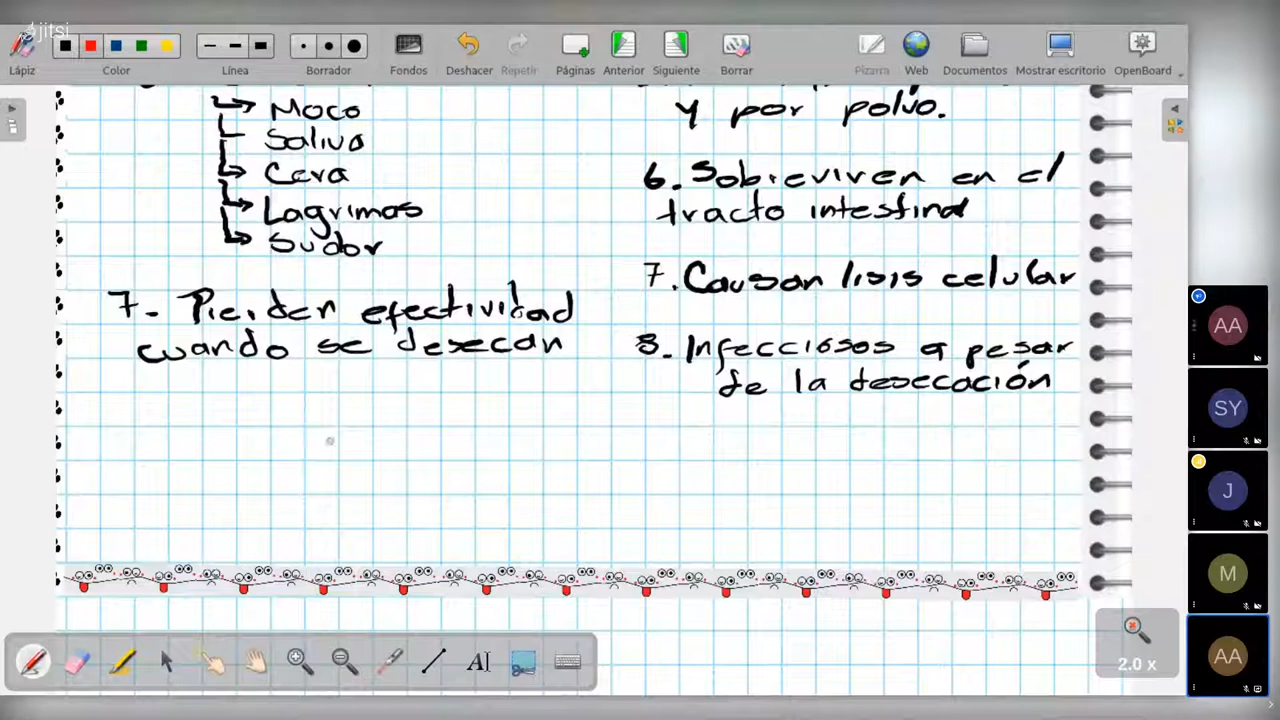 jitsi
Lápiz
Color
Línea
Borrador
Fondos
Deshacer
Repetir
Páginas
Anterior
Siguiente
Borrar
Pizarra
Web
Documentos
Mostrar escritorio
OpenBoard
Moco
Saliva
Cera
Lagrimas
Sudor
7- Pierden efectividad
cuando se desecan
y por polvo.
6. Sobreviven en el
tracto intestinal
7. Causan lisis celular
8. Infecciosos a pesar
de la desecación
AA
SY
J
M
AA
2.0 x